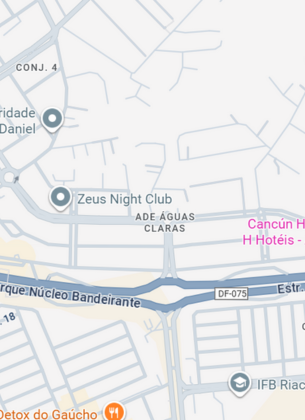 CONJ. 4
ridade
Daniel
Zeus Night Club
ADE ÁGUAS
CLARAS
Cancún H
H Hotéis -
DF-075
Estr.
rque Núcleo Bandeirante
-18
IFB Riac
Detox do Gaúcho